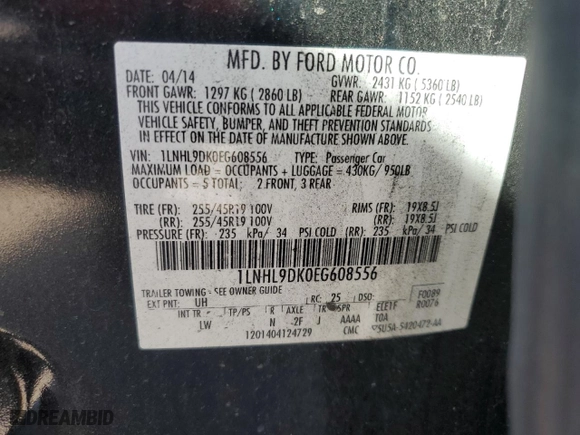 MFD. BY FORD MOTOR CO.
04/14 GVWR: 2431 KG ( 5360 LB)
FRONT GAWR: 1297 KG ( 2860 LB) REAR GAWR: 1152 KG ( 2540 LB)
THIS VEHICLE CONFORMS TO ALL APPLICABLE FEDERAL MOTOR
VEHICLE SAFETY, BUMPER, AND THEFT PREVENTION STANDARDS
IN EFFECT ON THE DATE OF MANUFACTURE SHOWN ABOVE.
VIN: 1LNHL9DK0EG608556 TYPE: Passenger Car
MAXIMUM LOAD = OCCUPANTS + LUGGAGE = 430KG/ 950LB
OCCUPANTS = 5 TOTAL; 2 FRONT, 3 REAR
TIRE (FR): 255/45R19 100V RIMS (FR): 19X8.5J
(RR): 255/45R19 100V (RR): 19X8.5J
PRESSURE (FR): 235 kPa/ 34 PSI COLD (RR): 235 kPa/ 34 PSI COLD
1LNHL9DK0EG608556
TRAILER TOWING - SEE OWNER GUIDE
EXT PNT: UH RC: 25 DSO: F0089
R0076
INT TR TP/PS R AXLE TR SPR EE1F
LW N 2F J AAAA TOA
1201404124729 CMC
DREAMBID